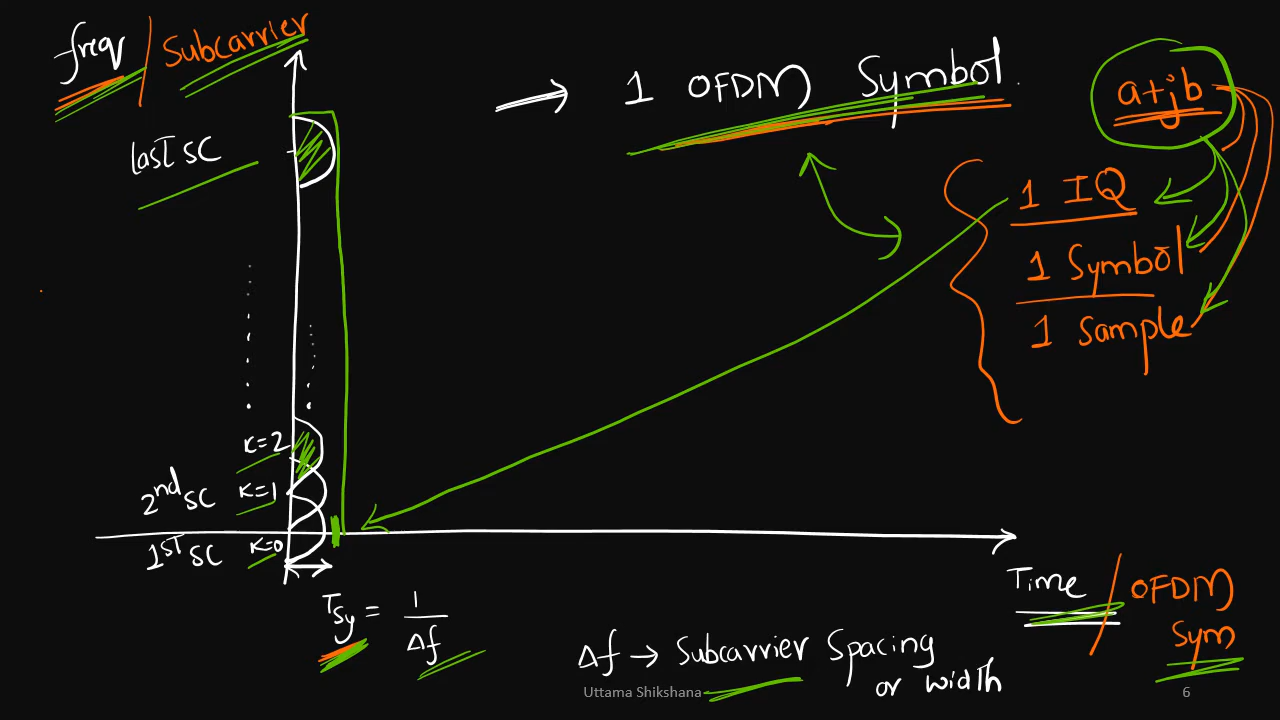 freq / Subcarrier
→ 1 OFDM Symbol
a+jb
last SC
1 IQ
1 Symbol
1 Sample
K=2
2nd SC K=1
1st SC K=0
Time / OFDM Sym
Tsy = 1/Δf
Δf → Subcarrier Spacing
or width
Uttama Shikshana
6